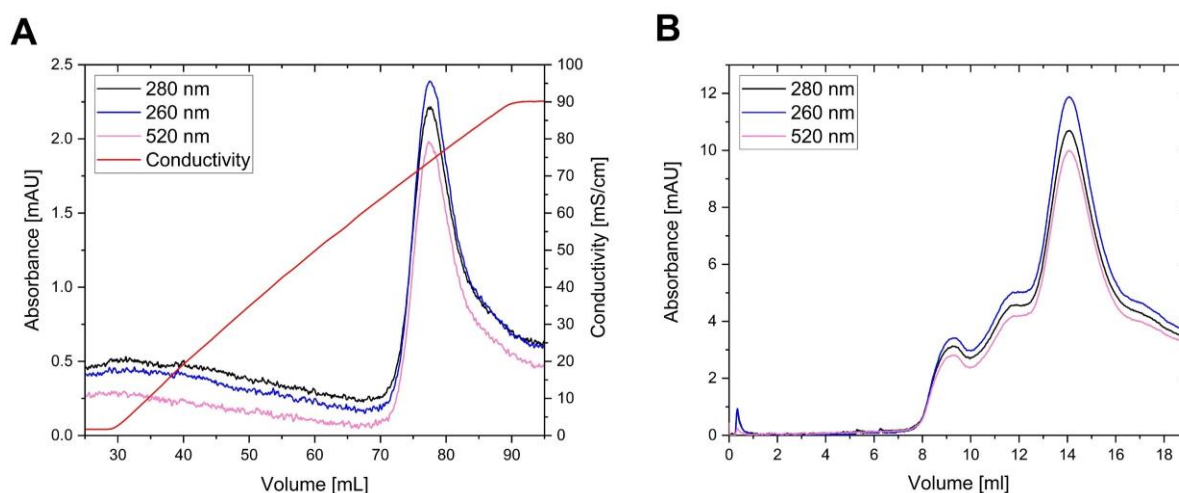 A
2.5
2.0
1.5
1.0
0.5
0.0
Absorbance [mAU]
280 nm
260 nm
520 nm
Conductivity
100
90
80
70
60
50
40
30
20
10
0
Conductivity [mS/cm]
30 40 50 60 70 80 90
Volume [mL]
B
12
10
8
6
4
2
0
Absorbance [mAU]
280 nm
260 nm
520 nm
0 2 4 6 8 10 12 14 16 18
Volume [ml]